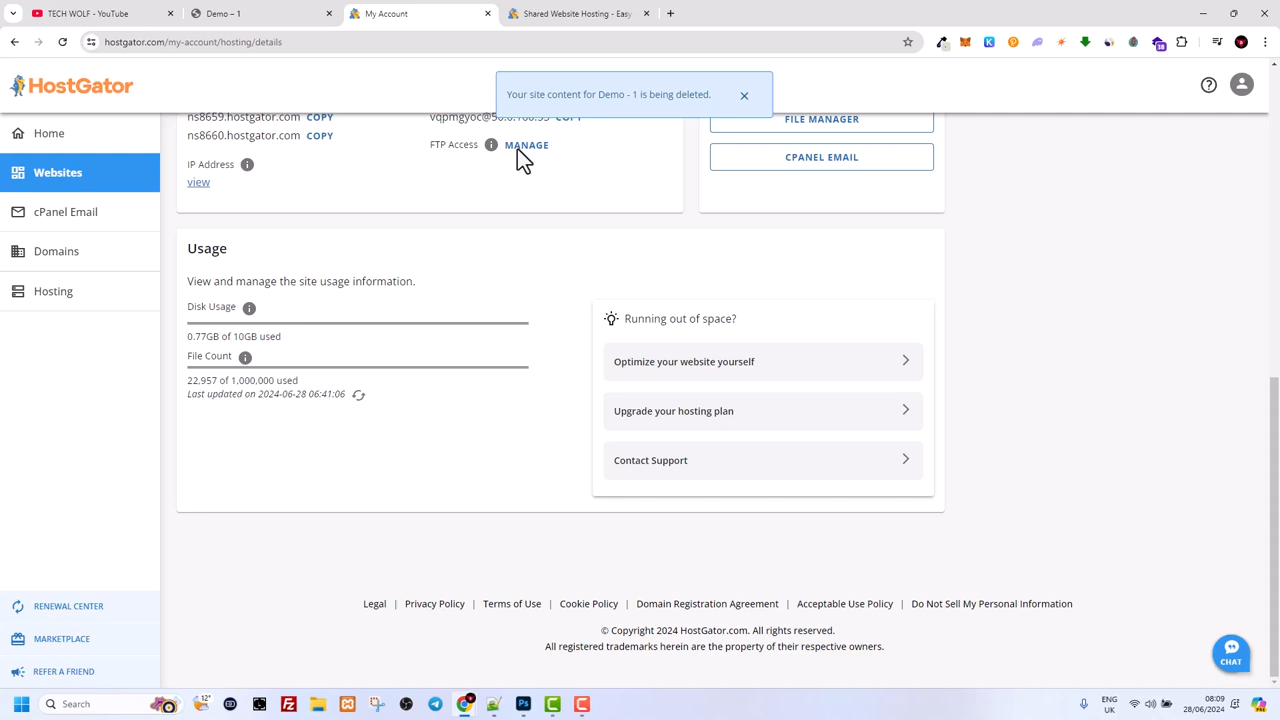 TECH WOLF - YouTube
Demo – 1
My Account
Shared Website Hosting - Easy
hostgator.com/my-account/hosting/details
38
HostGator
Your site content for Demo - 1 is being deleted.
Home
Websites
cPanel Email
Domains
Hosting
RENEWAL CENTER
MARKETPLACE
REFER A FRIEND
ns8659.hostgator.com COPY
ns8660.hostgator.com COPY
IP Address
view
FTP Access MANAGE
FILE MANAGER
CPANEL EMAIL
Usage
View and manage the site usage information.
Disk Usage
0.77GB of 10GB used
File Count
22,957 of 1,000,000 used
Last updated on 2024-06-28 06:41:06
Running out of space?
Optimize your website yourself
Upgrade your hosting plan
Contact Support
Legal | Privacy Policy | Terms of Use | Cookie Policy | Domain Registration Agreement | Acceptable Use Policy | Do Not Sell My Personal Information
© Copyright 2024 HostGator.com. All rights reserved.
All registered trademarks herein are the property of their respective owners.
CHAT
Search
12°
ENG
UK
08:09
28/06/2024